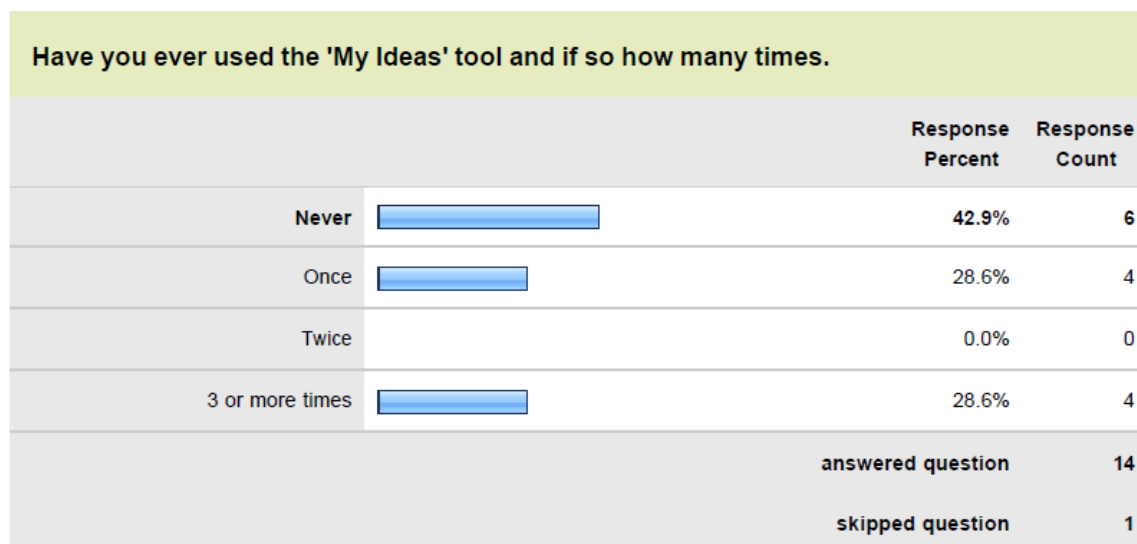 Have you ever used the 'My Ideas' tool and if so how many times.
Response Percent Response Count
Never 42.9% 6
Once 28.6% 4
Twice 0.0% 0
3 or more times 28.6% 4
answered question 14
skipped question 1